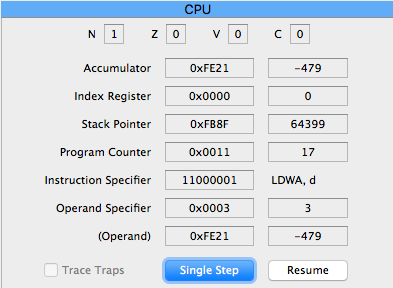 CPU
N 1 Z 0 V 0 C 0
Accumulator 0xFE21 -479
Index Register 0x0000 0
Stack Pointer 0xFB8F 64399
Program Counter 0x0011 17
Instruction Specifier 11000001 LDWA, d
Operand Specifier 0x0003 3
(Operand) 0xFE21 -479
Trace Traps Single Step Resume